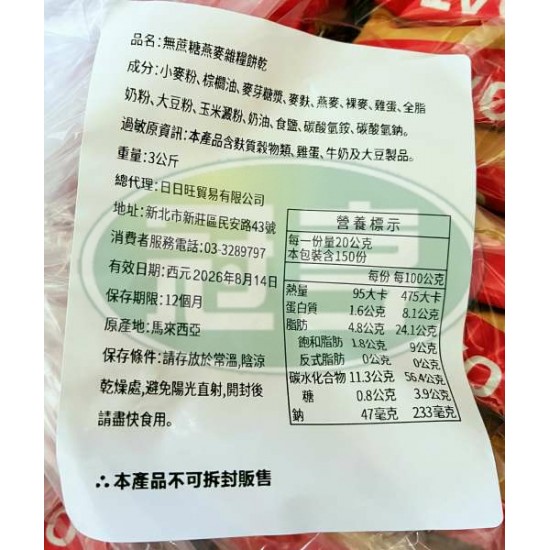 品名:無蔗糖燕麥雜糧餅乾
成分:小麥粉、棕櫚油、麥芽糖漿、麥麩、燕麥、裸麥、雞蛋、全脂
奶粉、大豆粉、玉米澱粉、奶油、食鹽、碳酸氫銨、碳酸氫鈉。
過敏原資訊:本產品含麩質穀物類、雞蛋、牛奶及大豆製品。
重量:3公斤
總代理:日日旺貿易有限公司
地址:新北市新莊區民安路43號
消費者服務電話:03-3289797
有效日期:西元2026年8月14日
保存期限:12個月
原產地:馬來西亞
保存條件:請存放於常溫,陰涼
乾燥處,避免陽光直射,開封後
請盡快食用。
∴本產品不可拆封販售
營養標示
每一份量20公克
本包裝含150份
每份 每100公克
熱量 95大卡 475大卡
蛋白質 1.6公克 8.1公克
脂肪 4.8公克 24.1公克
飽和脂肪 1.8公克 9公克
反式脂肪 0公克 0公克
碳水化合物 11.3公克 56.4公克
糖 0.8公克 3.9公克
鈉 47毫克 233毫克